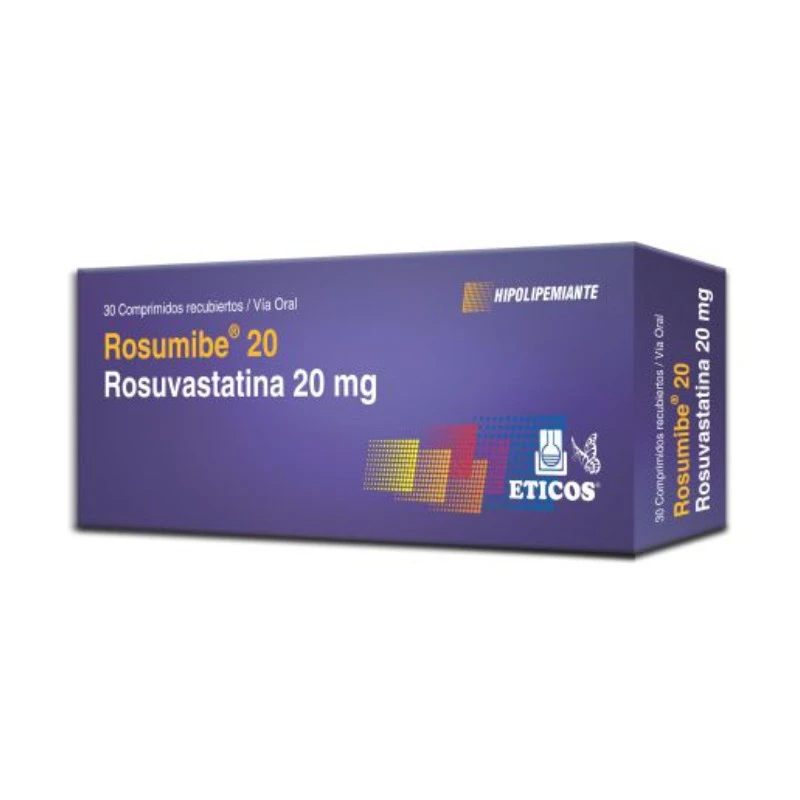 30 Comprimidos recubiertos / Vía Oral
Rosumibe® 20
Rosuvastatina 20 mg
HIPOLIPEMIANTE
ETICOS®
30 Comprimidos recubiertos / Vía Oral
Rosumibe® 20
Rosuvastatina 20 mg